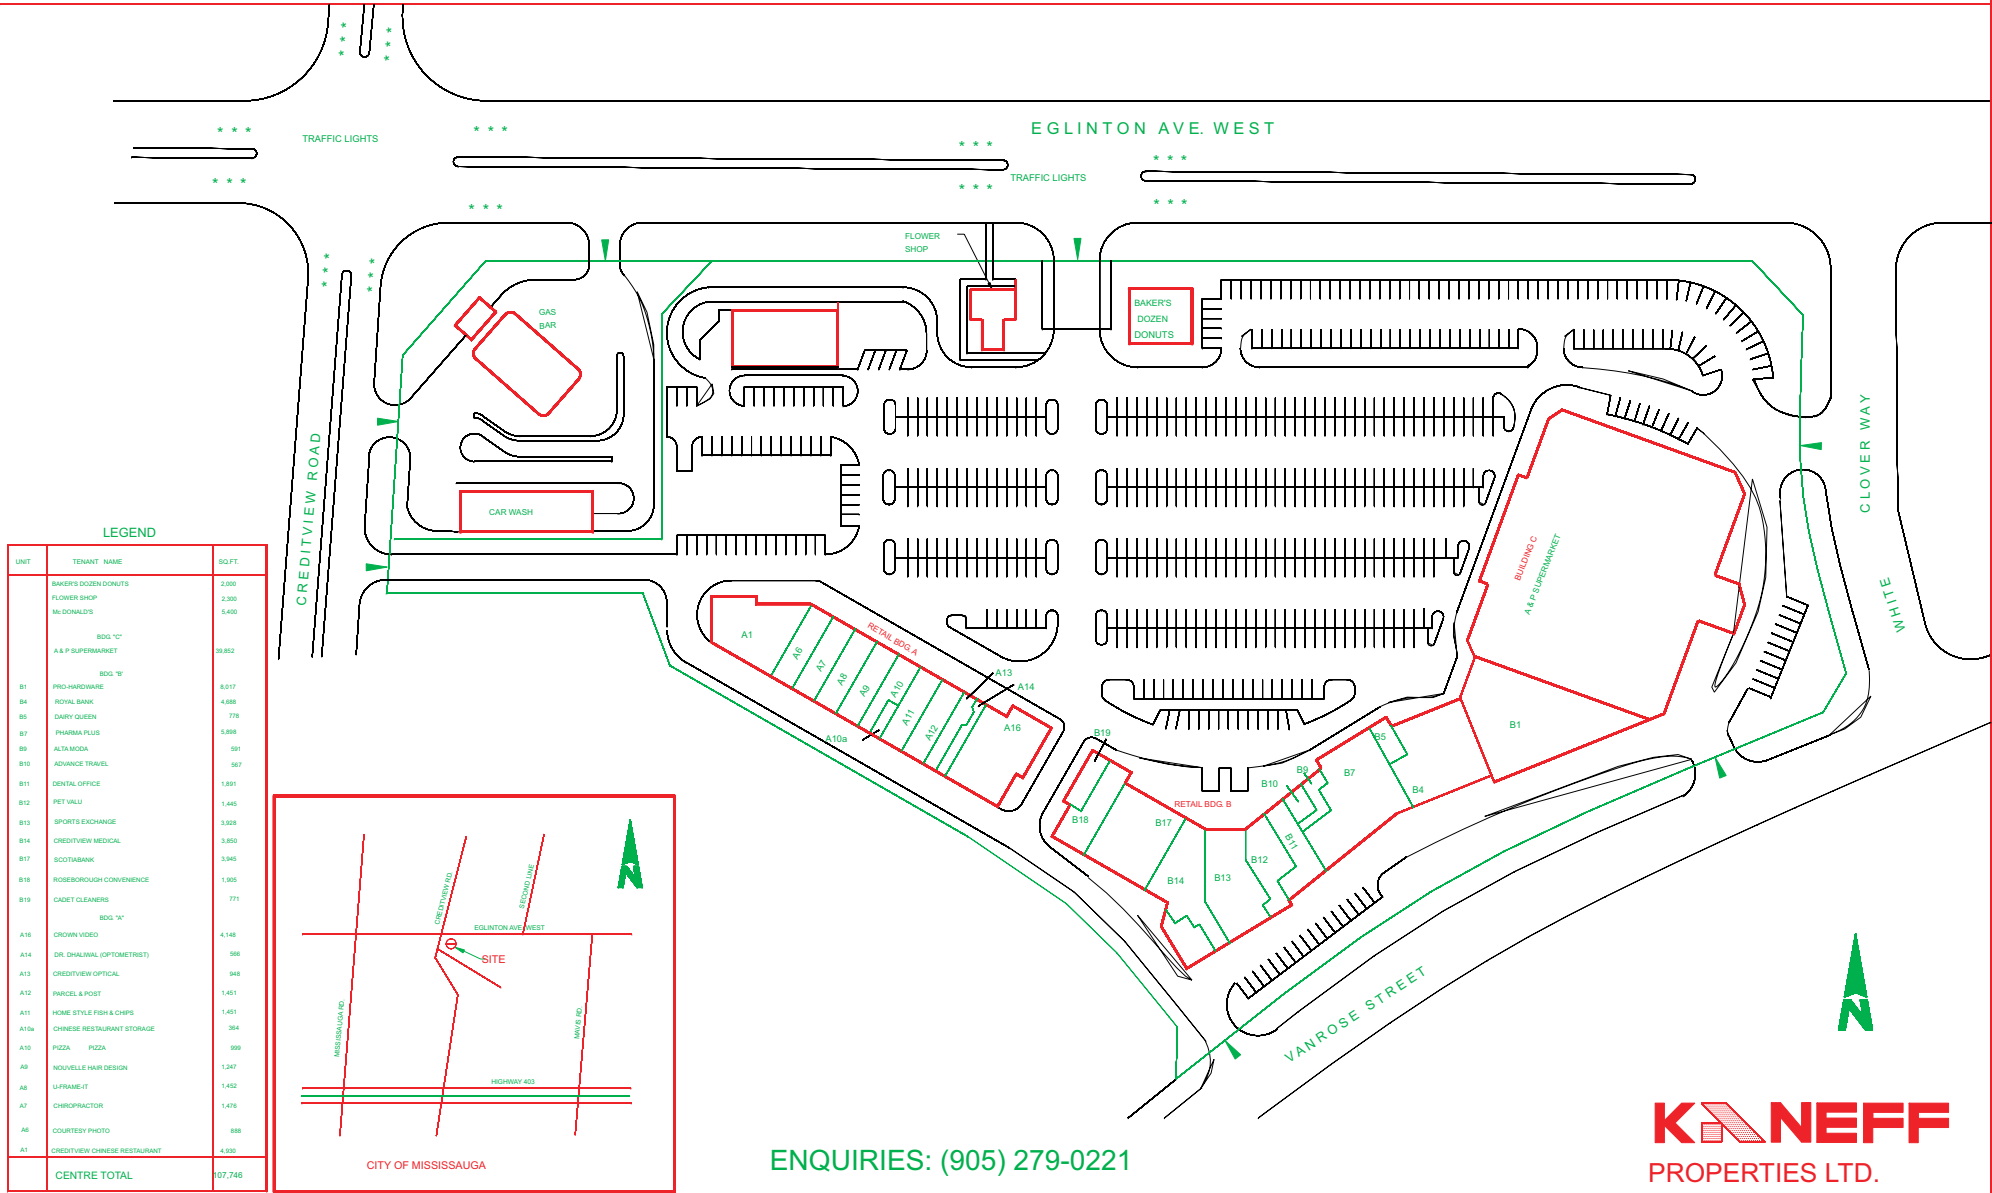 EGLINTON AVE. WEST
TRAFFIC LIGHTS
TRAFFIC LIGHTS
FLOWER
SHOP
GAS
BAR
BAKER'S
DOZEN
DONUTS
CAR WASH
CREDITVIEW ROAD
CLOVER WAY
WHITE
BUILDING C
A & P SUPERMARKET
RETAIL BDG. A
A1
A6
A7
A8
A9
A10
A11
A12
A10a
A13
A14
A16
RETAIL BDG. B
B19
B18
B17
B14
B13
B12
B11
B10
B9
B7
B5
B4
B1
VANROSE STREET
N
LEGEND
UNIT TENANT NAME SQ.FT.
BAKER'S DOZEN DONUTS 2,000
FLOWER SHOP 2,300
Mc DONALD'S 5,400
BDG. "C"
A & P SUPERMARKET 39,852
BDG. "B"
B1 PRO-HARDWARE 8,017
B4 ROYAL BANK 4,688
B5 DAIRY QUEEN 778
B7 PHARMA PLUS 5,898
B9 ALTA MODA 591
B10 ADVANCE TRAVEL 567
B11 DENTAL OFFICE 1,691
B12 PET VALU 1,445
B13 SPORTS EXCHANGE 3,928
B14 CREDITVIEW MEDICAL 3,850
B17 SCOTIABANK 3,945
B18 ROSEBOROUGH CONVENIENCE 1,905
B19 CADET CLEANERS 771
BDG. "A"
A16 CROWN VIDEO 4,148
A14 DR. DHALIWAL (OPTOMETRIST) 566
A13 CREDITVIEW OPTICAL 948
A12 PARCEL & POST 1,451
A11 HOME STYLE FISH & CHIPS 1,451
A10a CHINESE RESTAURANT STORAGE 364
A10 PIZZA PIZZA 999
A9 NOUVELLE HAIR DESIGN 1,247
A8 U-FRAME-IT 1,452
A7 CHIROPRACTOR 1,476
A6 COURTESY PHOTO 888
A1 CREDITVIEW CHINESE RESTAURANT 4,930
CENTRE TOTAL 107,746
CREDITVIEW RD.
SECOND LINE
EGLINTON AVE. WEST
SITE
MISSISSAUGA RD.
MAVIS RD.
HIGHWAY 403
N
CITY OF MISSISSAUGA
ENQUIRIES: (905) 279-0221
KANEFF
PROPERTIES LTD.